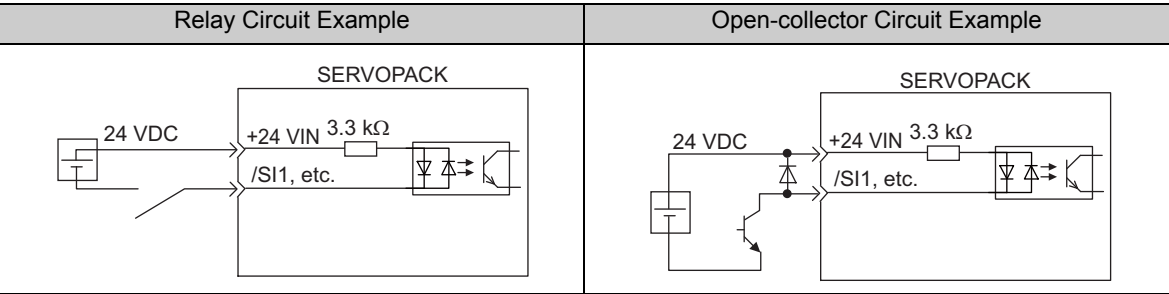 Relay Circuit Example
Open-collector Circuit Example
SERVOPACK
24 VDC
+24 VIN
3.3 kΩ
/SI1, etc.
SERVOPACK
24 VDC
+24 VIN
3.3 kΩ
/SI1, etc.